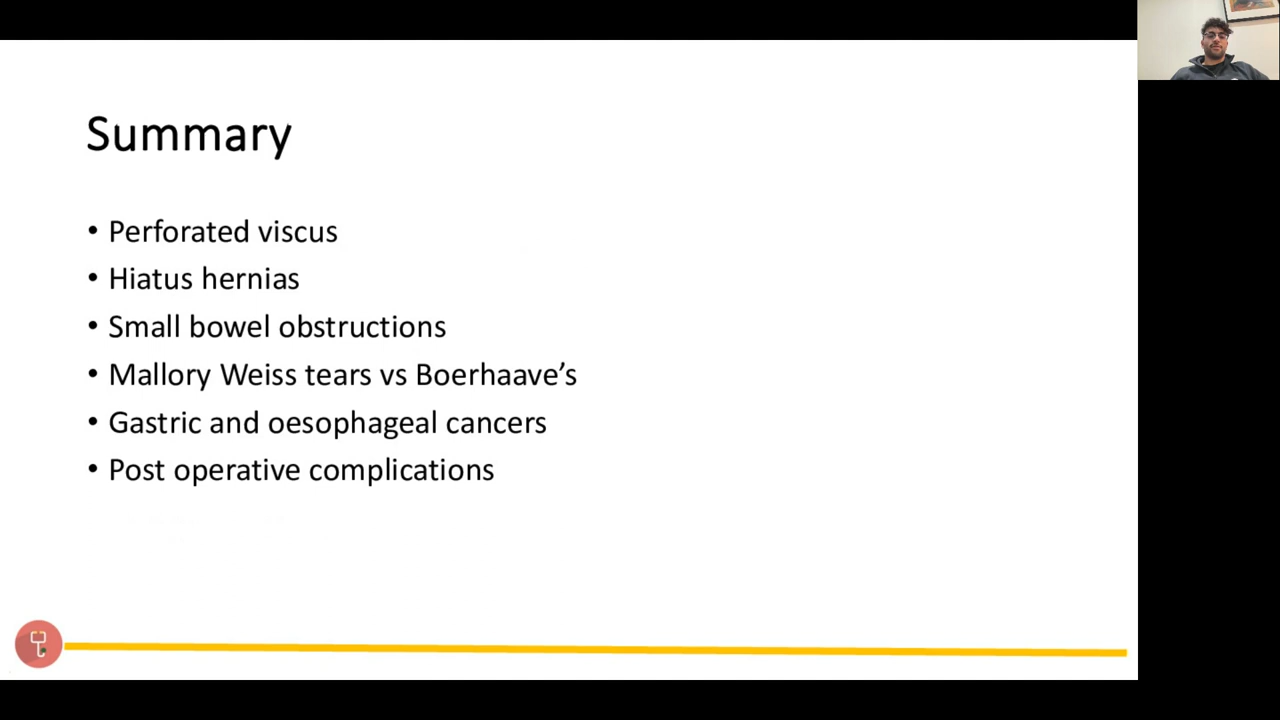 Summary
• Perforated viscus
• Hiatus hernias
• Small bowel obstructions
• Mallory Weiss tears vs Boerhaave’s
• Gastric and oesophageal cancers
• Post operative complications